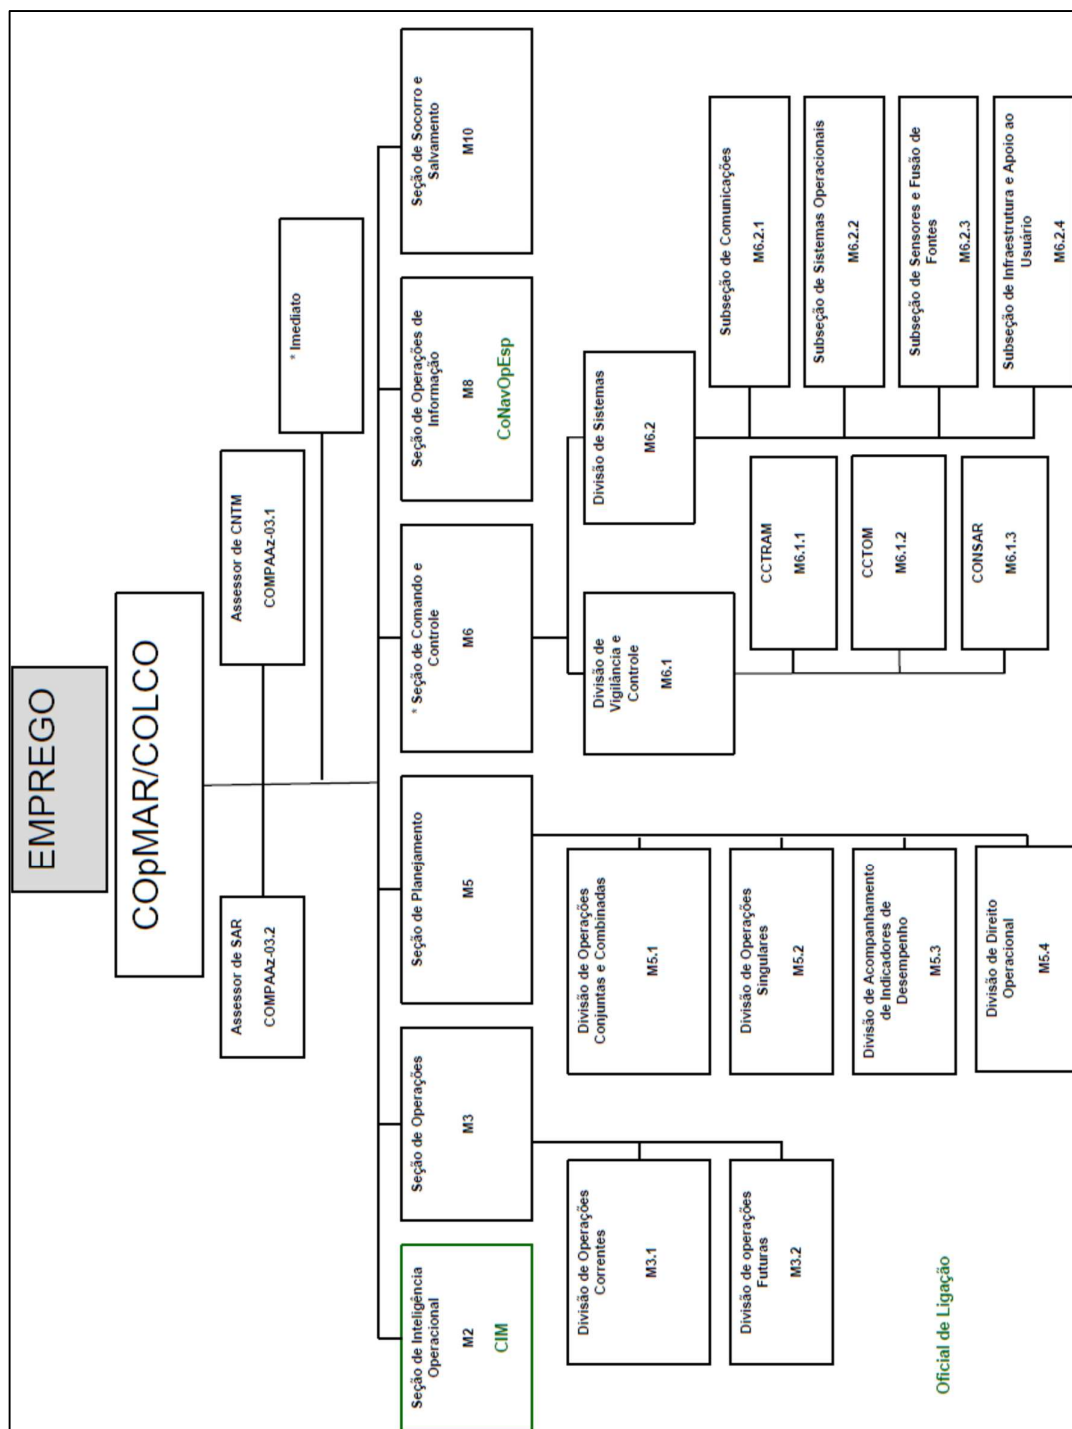 EMPREGO
COpMAR/COLCO
Assessor de SAR
COMPAAz-03.2
Assessor de CNTM
COMPAAz-03.1
* Imediato
Seção de Inteligência
Operacional
M2
CIM
Seção de Operações
M3
Seção de Planejamento
M5
* Seção de Comando e
Controle
M6
Seção de Operações de
Informação
M8
CoNavOpEsp
Seção de Socorro e
Salvamento
M10
Divisão de Operações
Correntes
M3.1
Divisão de operações
Futuras
M3.2
Divisão de Operações
Conjuntas e Combinadas
M5.1
Divisão de Operações
Singulares
M5.2
Divisão de Acompanhamento
de Indicadores de
Desempenho
M5.3
Divisão de Direito
Operacional
M5.4
Divisão de
Vigilância e
Controle
M6.1
Divisão de Sistemas
M6.2
CCTRAM
M6.1.1
CCTOM
M6.1.2
CONSAR
M6.1.3
Subseção de Comunicações
M6.2.1
Subseção de Sistemas Operacionais
M6.2.2
Subseção de Sensores e Fusão de
Fontes
M6.2.3
Subseção de Infraestrutura e Apoio ao
Usuário
M6.2.4
Oficial de Ligação